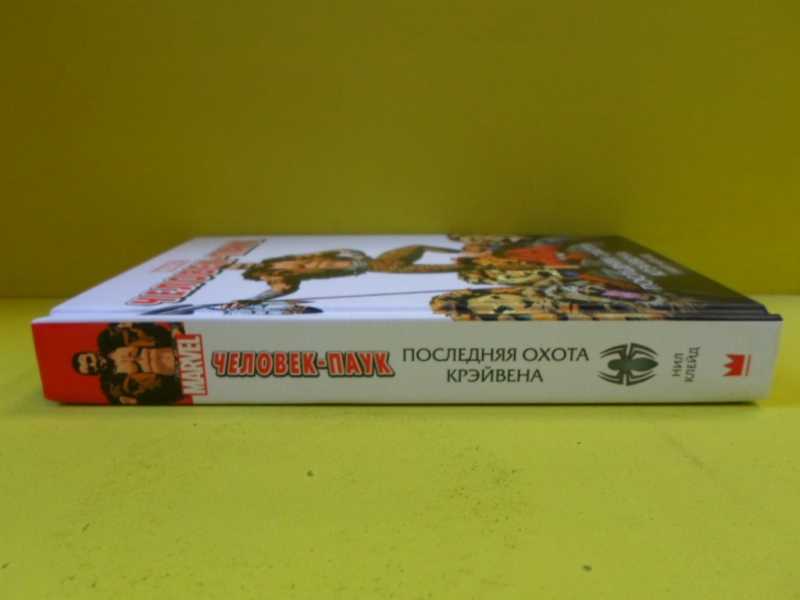 MARVEL
ЧЕЛОВЕК-ПАУК
ПОСЛЕДНЯЯ ОХОТА
КРЭЙВЕНА
НИЛ
КЛЕЙД